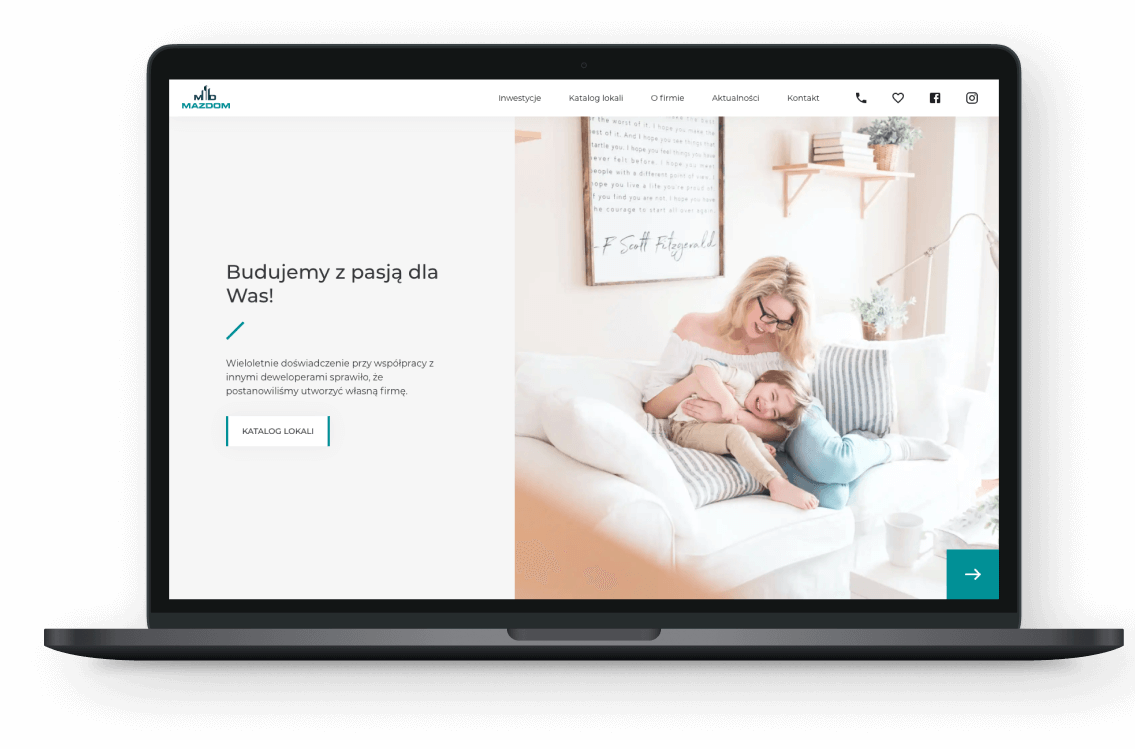 MD
MAZDOM
Inwestycje Katalog lokali O firmie Aktualności Kontakt
the worst of it. I hope you make the
best of it. And I hope you see things that
startle you. I hope you feel things you have
never felt before. I hope you meet
people with a different point of view. I
hope you live a life you're proud of.
If you find you are not, I hope you have
the courage to start all over again.
- F Scott Fitzgerald
Budujemy z pasją dla
Was!
Wieloletnie doświadczenie przy współpracy z
innymi deweloperami sprawiło, że
postanowiliśmy utworzyć własną firmę.
KATALOG LOKALI